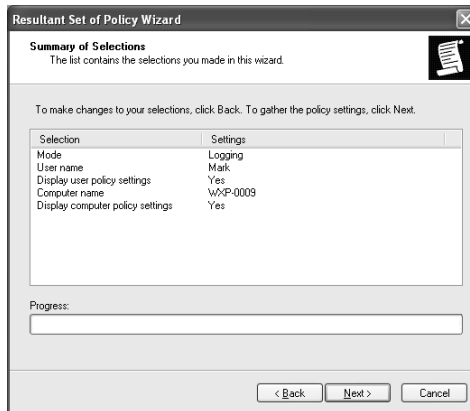 Resultant Set of Policy Wizard
Summary of Selections
The list contains the selections you made in this wizard.
To make changes to your selections, click Back. To gather the policy settings, click Next.
Selection Settings
Mode Logging
User name Mark
Display user policy settings Yes
Computer name WXP-0009
Display computer policy settings Yes
Progress:
< Back Next > Cancel